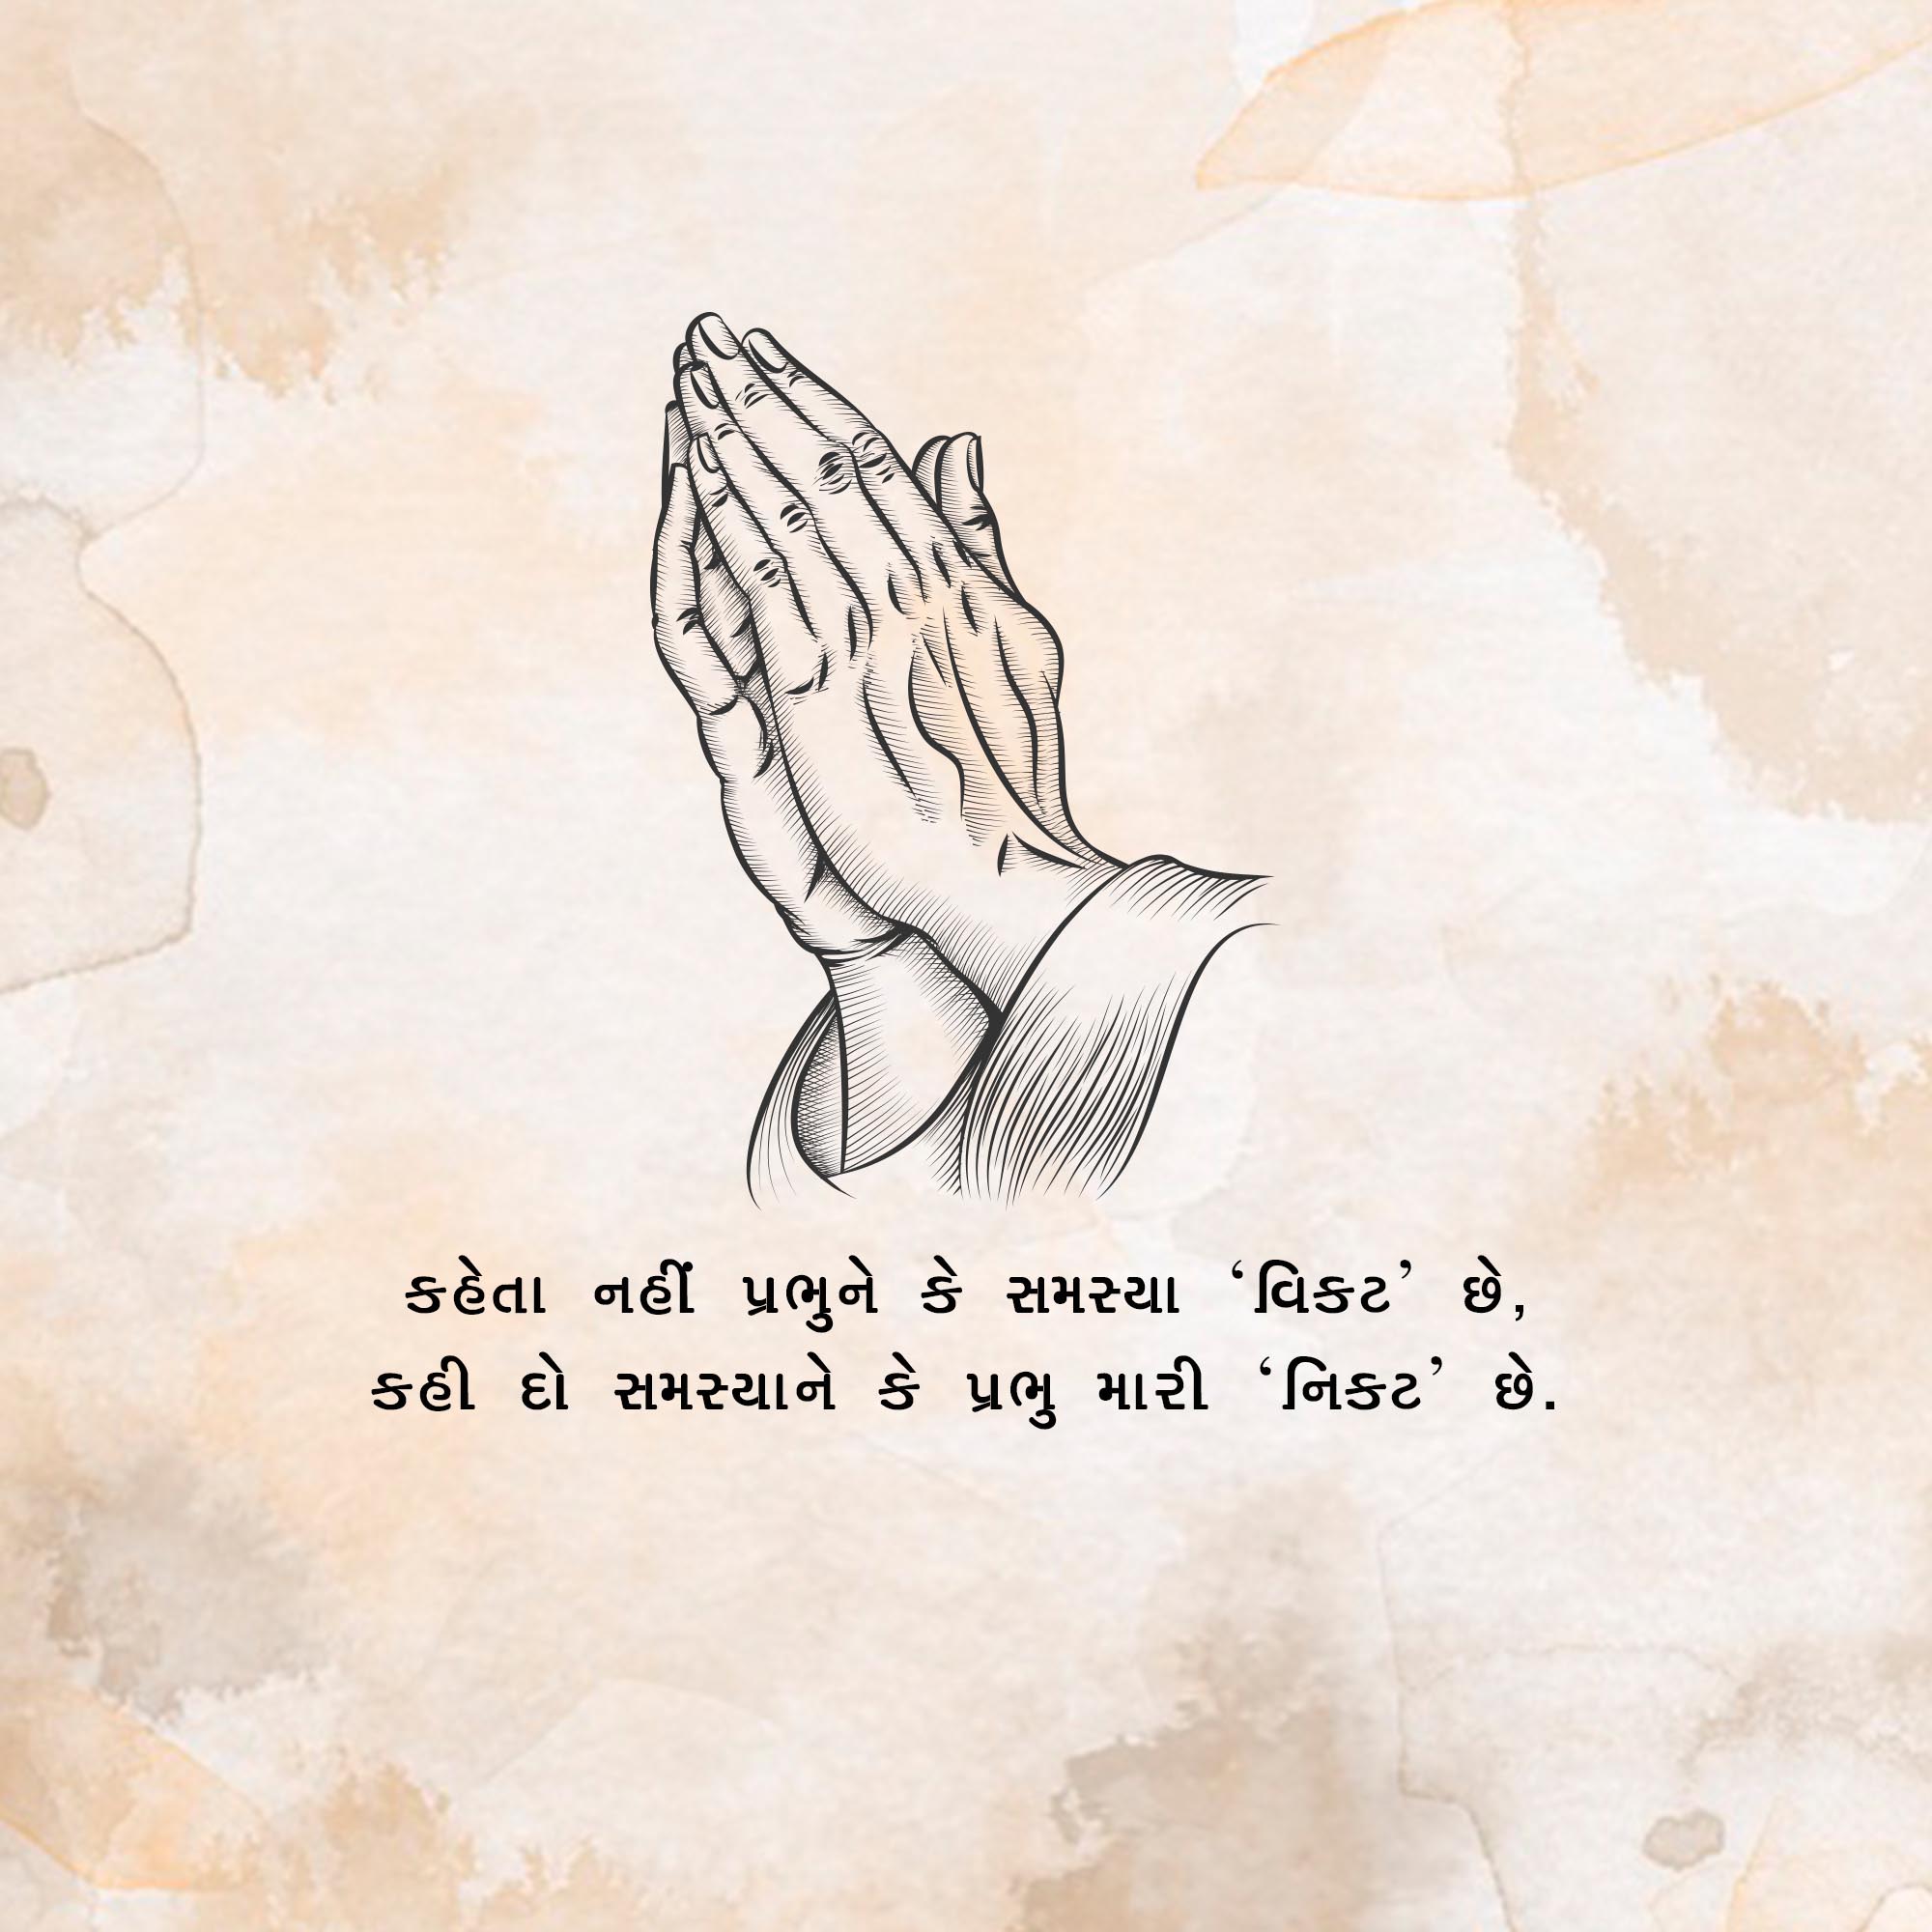 કહેતા નહીં પ્રભુને કે સમસ્યા ‘વિકટ’ છે,
કહી દો સમસ્યાને કે પ્રભુ મારી ‘નિકટ’ છે.